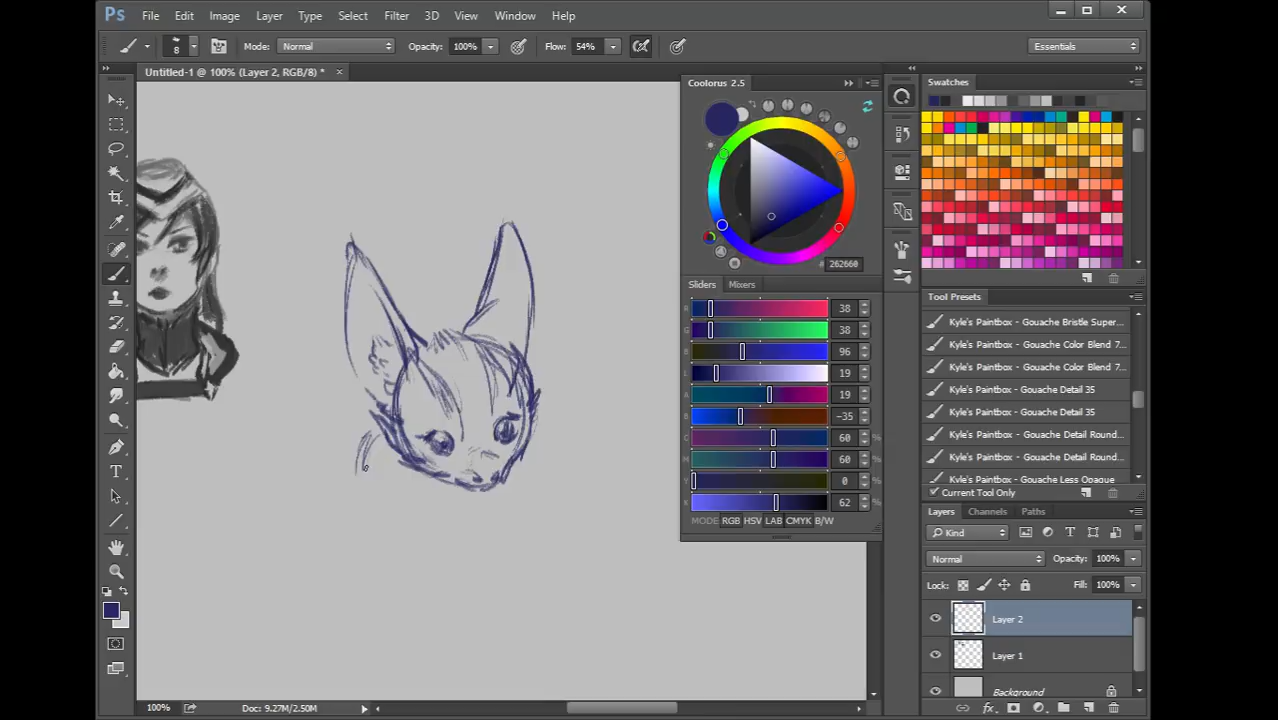 Ps File Edit Image Layer Type Select Filter 3D View Window Help
8 Mode: Normal Opacity: 100% Flow: 54% Essentials
Untitled-1 @ 100% (Layer 2, RGB/8) *
Coolorus 2.5
# 262660
Sliders Mixers
R 38
G 38
B 96
L 19
A 19
B -35
C 60 %
M 60 %
Y 0 %
K 62 %
MODE RGB HSV LAB CMYK B/W
Swatches
Tool Presets
Kyle's Paintbox - Gouache Bristle Super...
Kyle's Paintbox - Gouache Color Blend 7...
Kyle's Paintbox - Gouache Color Blend 7...
Kyle's Paintbox - Gouache Detail 35
Kyle's Paintbox - Gouache Detail 35
Kyle's Paintbox - Gouache Detail Round...
Kyle's Paintbox - Gouache Detail Round...
Kyle's Paintbox - Gouache Less Opaque
Current Tool Only
Layers Channels Paths
Kind
Normal Opacity: 100%
Lock: Fill: 100%
Layer 2
Layer 1
Background
100% Doc: 9.27M/2.50M